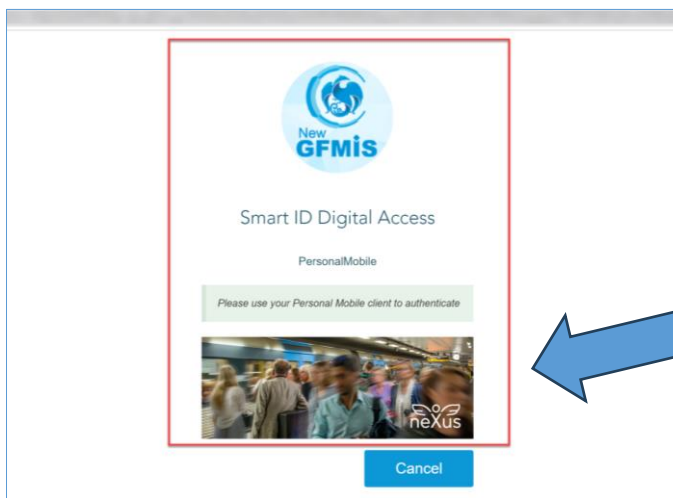 New
GFMiS
Smart ID Digital Access
PersonalMobile
Please use your Personal Mobile client to authenticate
neXus
Cancel